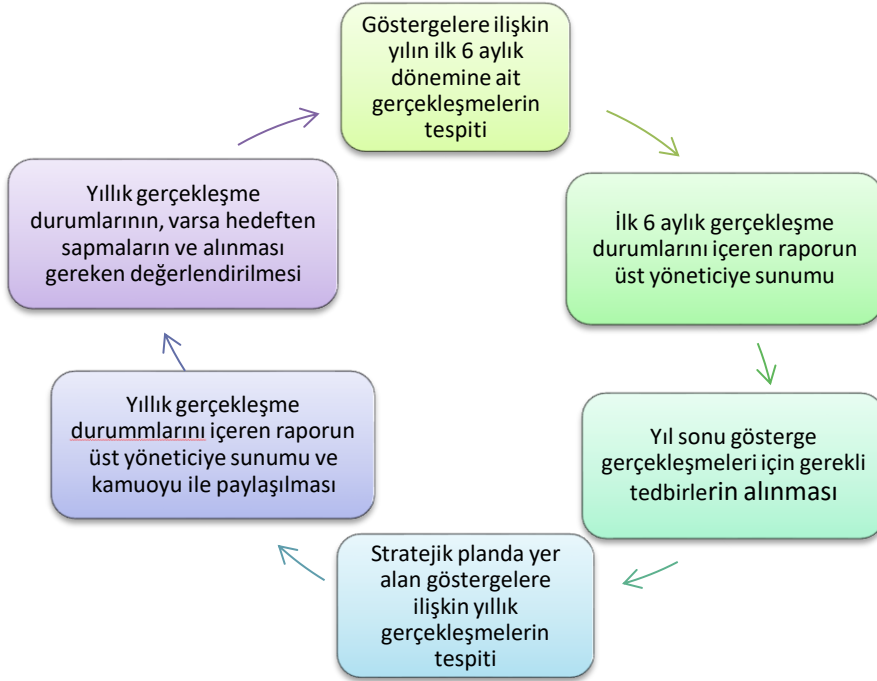 Göstergelere ilişkin
yılın ilk 6 aylık
dönemine ait
gerçekleşmelerin
tespiti
İlk 6 aylık gerçekleşme
durumlarını içeren raporun
üst yöneticiye sunumu
Yıl sonu gösterge
gerçekleşmeleri için gerekli
tedbirlerin alınması
Stratejik planda yer
alan göstergelere
ilişkin yıllık
gerçekleşmelerin
tespiti
Yıllık gerçekleşme
durummlarını içeren raporun
üst yöneticiye sunumu ve
kamuoyu ile paylaşılması
Yıllık gerçekleşme
durumlarının, varsa hedeften
sapmaların ve alınması
gereken değerlendirilmesi